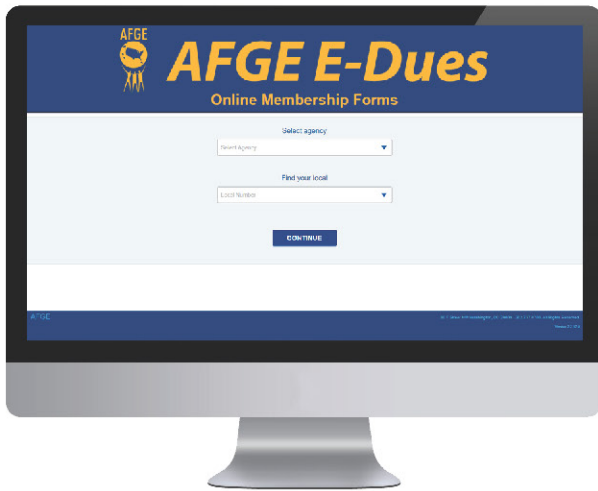 AFGE
AFGE E-Dues
Online Membership Forms
Select agency
Select Agency
Find your local
Local Number
CONTINUE
AFGE